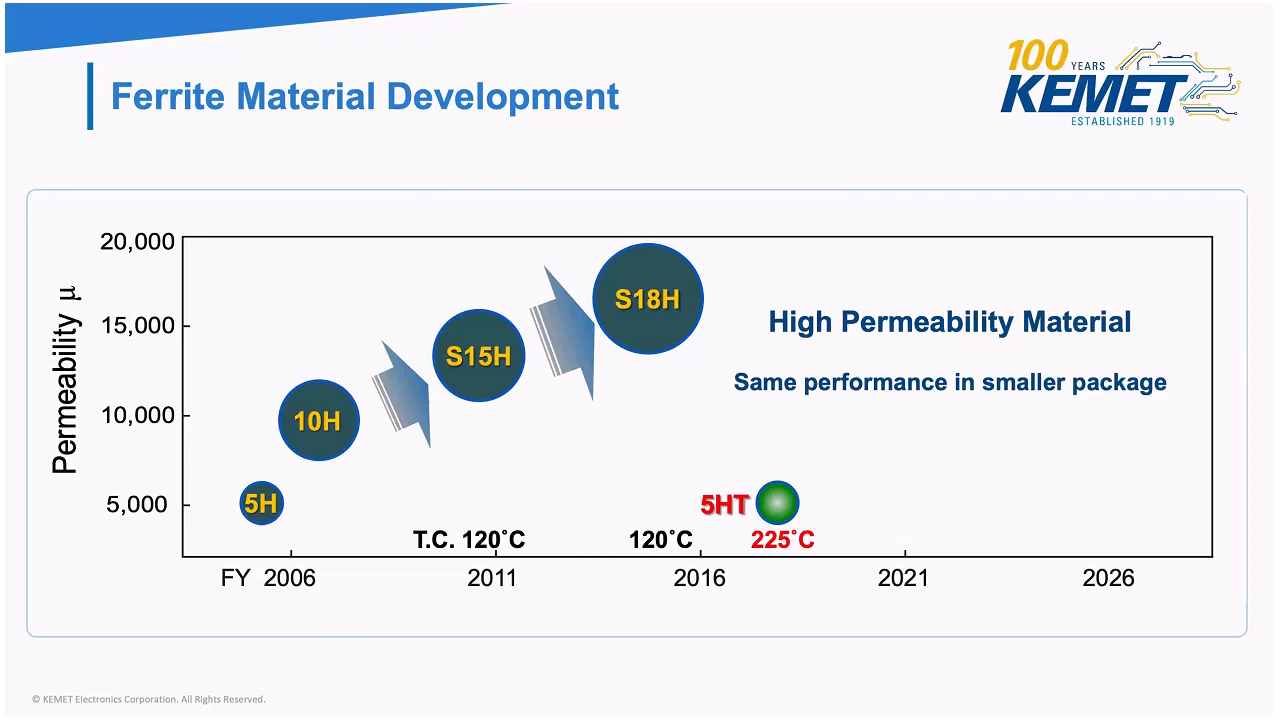 Ferrite Material Development
100 YEARS
KEMET
ESTABLISHED 1919
Permeability μ
20,000
15,000
10,000
5,000
5H
10H
S15H
S18H
High Permeability Material
Same performance in smaller package
5HT
T.C. 120˚C
120˚C
225˚C
FY 2006
2011
2016
2021
2026
© KEMET Electronics Corporation. All Rights Reserved.